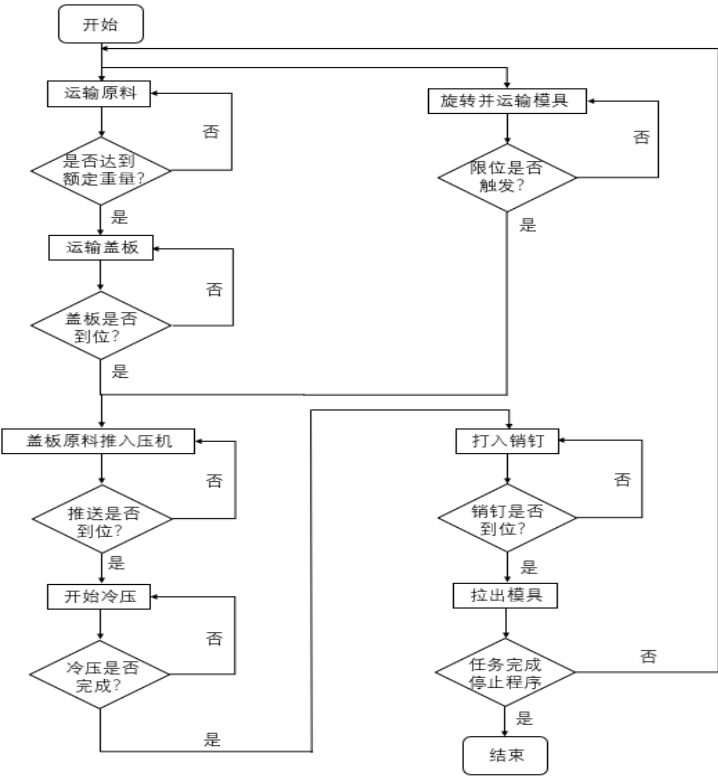 开始
运输原料
否
是否达到
额定重量?
是
运输盖板
否
盖板是否
到位?
是
旋转并运输模具
否
限位是否
触发?
是
盖板原料推入压机
否
推送是否
到位?
是
开始冷压
否
冷压是否
完成?
是
打入销钉
否
销钉是否
到位?
是
拉出模具
任务完成
停止程序
否
是
结束